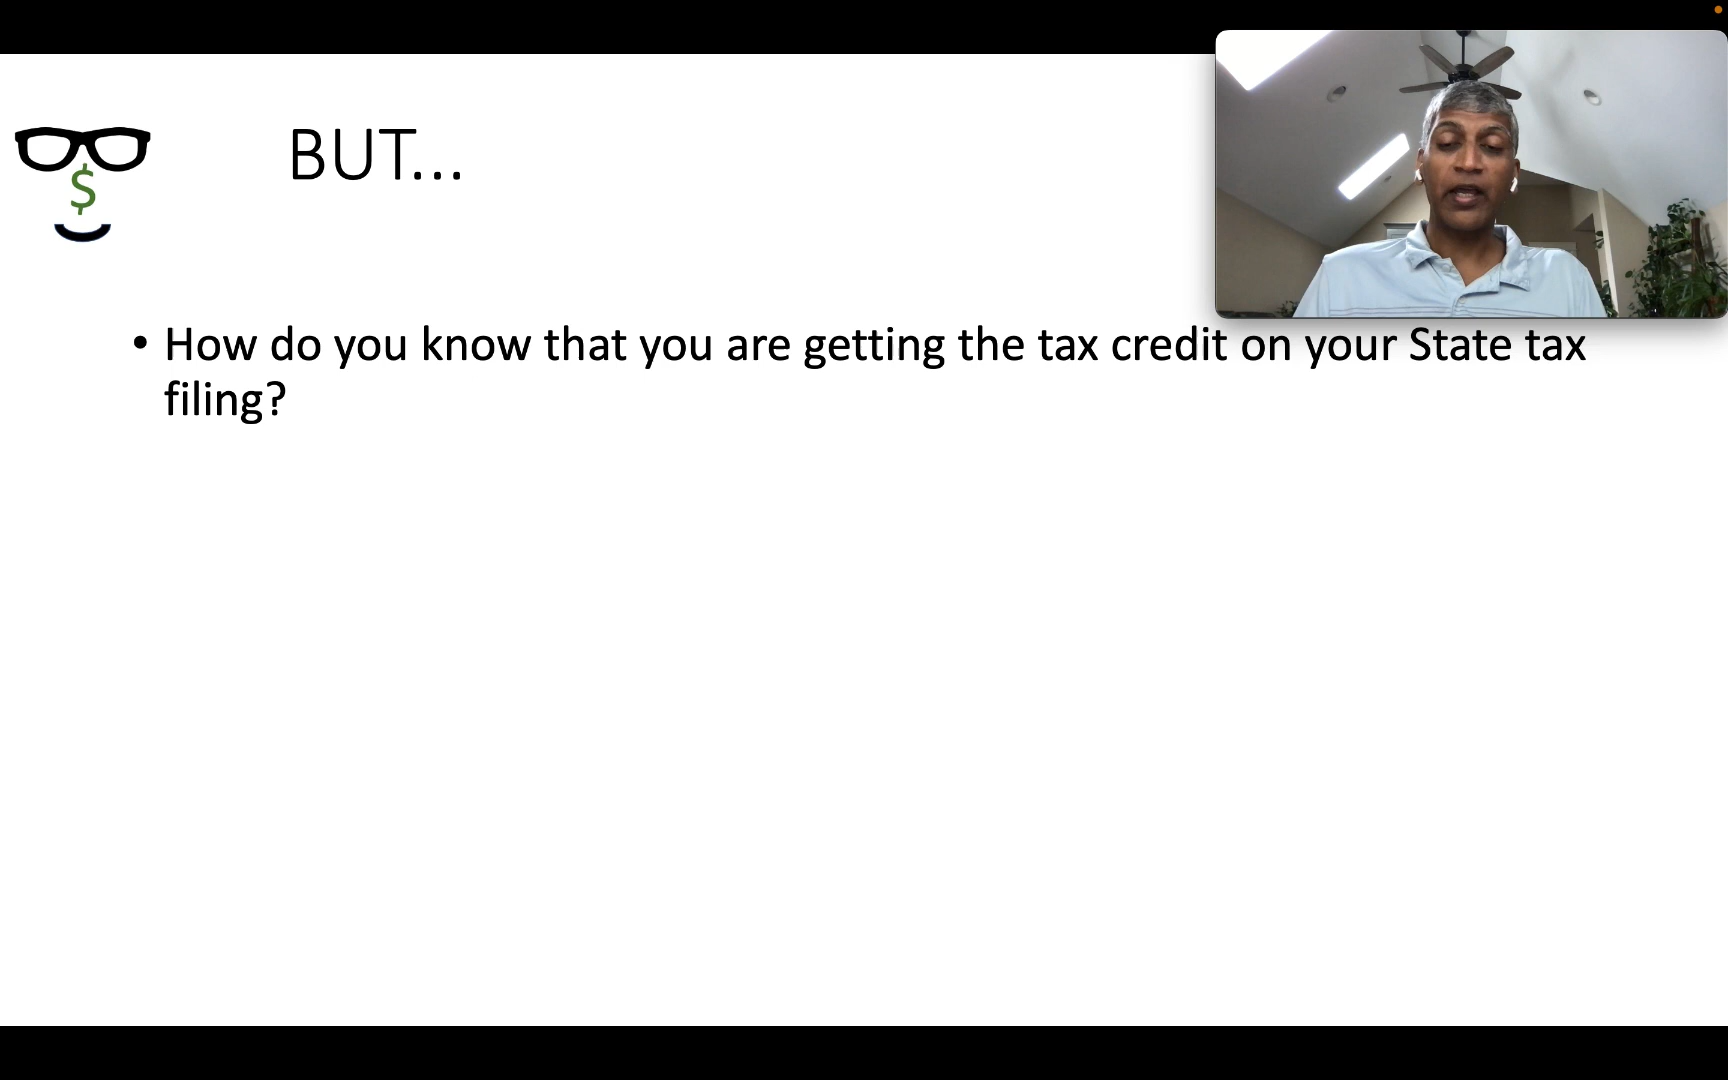 $
BUT...
• How do you know that you are getting the tax credit on your State tax
filing?